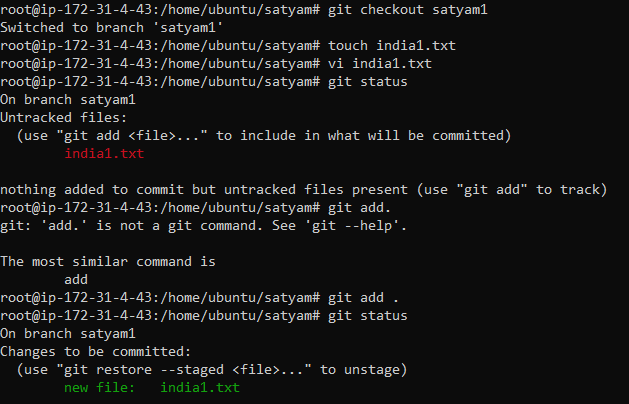 root@ip-172-31-4-43:/home/ubuntu/satyam# git checkout satyam1
Switched to branch 'satyam1'
root@ip-172-31-4-43:/home/ubuntu/satyam# touch india1.txt
root@ip-172-31-4-43:/home/ubuntu/satyam# vi india1.txt
root@ip-172-31-4-43:/home/ubuntu/satyam# git status
On branch satyam1
Untracked files:
  (use "git add <file>..." to include in what will be committed)
        india1.txt

nothing added to commit but untracked files present (use "git add" to track)
root@ip-172-31-4-43:/home/ubuntu/satyam# git add.
git: 'add.' is not a git command. See 'git --help'.

The most similar command is
        add
root@ip-172-31-4-43:/home/ubuntu/satyam# git add .
root@ip-172-31-4-43:/home/ubuntu/satyam# git status
On branch satyam1
Changes to be committed:
  (use "git restore --staged <file>..." to unstage)
        new file:   india1.txt